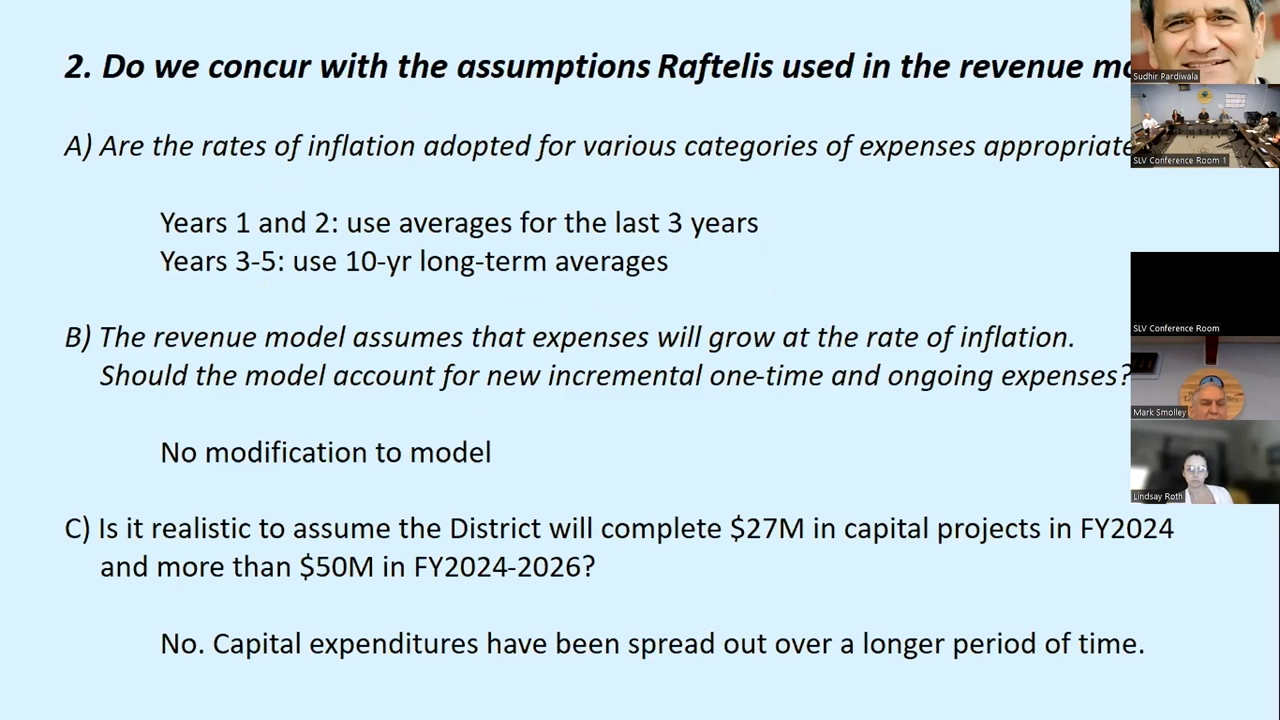 2. Do we concur with the assumptions Raftelis used in the revenue
A) Are the rates of inflation adopted for various categories of expenses appropriate
Years 1 and 2: use averages for the last 3 years
Years 3-5: use 10-yr long-term averages
B) The revenue model assumes that expenses will grow at the rate of inflation.
Should the model account for new incremental one-time and ongoing expenses?
No modification to model
C) Is it realistic to assume the District will complete $27M in capital projects in FY2024
and more than $50M in FY2024-2026?
No. Capital expenditures have been spread out over a longer period of time.
Sudhir Pardiwala
SLV Conference Room 1
SLV Conference Room
Mark Smolley
Lindsay Roth